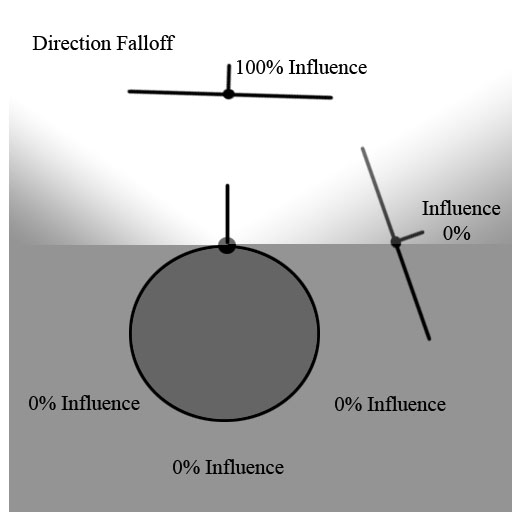 Direction Falloff
100% Influence
Influence
0%
0% Influence
0% Influence
0% Influence